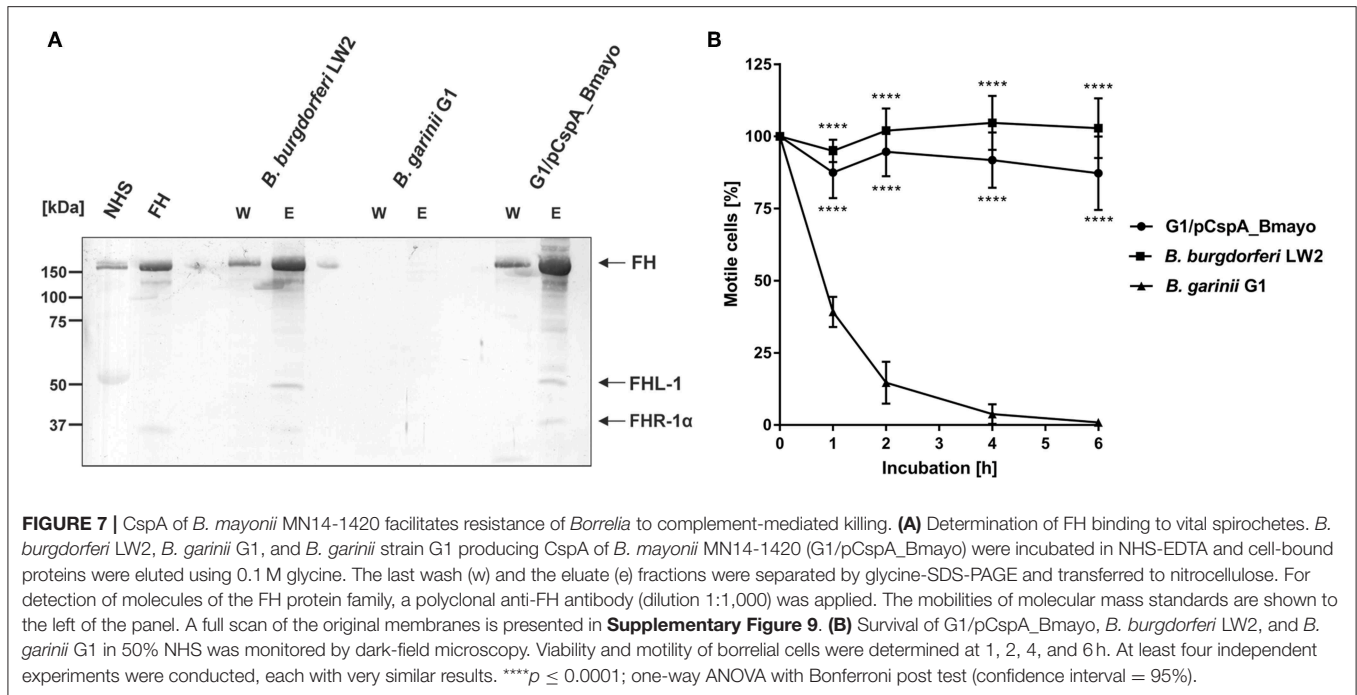 A
B. burgdorferi LW2
B. garinii G1
G1/pCspA_Bmayo
[kDa]
NHS
FH
W E W E W E
150
100
75
50
37
FH
FHL-1
FHR-1α
B
125
100
75
50
25
0
Motile cells [%]
**** **** **** ****
**** **** **** ****
0 1 2 3 4 5 6
Incubation [h]
G1/pCspA_Bmayo
B. burgdorferi LW2
B. garinii G1
FIGURE 7 | CspA of B. mayonii MN14-1420 facilitates resistance of Borrelia to complement-mediated killing. (A) Determination of FH binding to vital spirochetes. B.
burgdorferi LW2, B. garinii G1, and B. garinii strain G1 producing CspA of B. mayonii MN14-1420 (G1/pCspA_Bmayo) were incubated in NHS-EDTA and cell-bound
proteins were eluted using 0.1 M glycine. The last wash (w) and the eluate (e) fractions were separated by glycine-SDS-PAGE and transferred to nitrocellulose. For
detection of molecules of the FH protein family, a polyclonal anti-FH antibody (dilution 1:1,000) was applied. The mobilities of molecular mass standards are shown to
the left of the panel. A full scan of the original membranes is presented in Supplementary Figure 9. (B) Survival of G1/pCspA_Bmayo, B. burgdorferi LW2, and B.
garinii G1 in 50% NHS was monitored by dark-field microscopy. Viability and motility of borrelial cells were determined at 1, 2, 4, and 6 h. At least four independent
experiments were conducted, each with very similar results. ****p ≤ 0.0001; one-way ANOVA with Bonferroni post test (confidence interval = 95%).